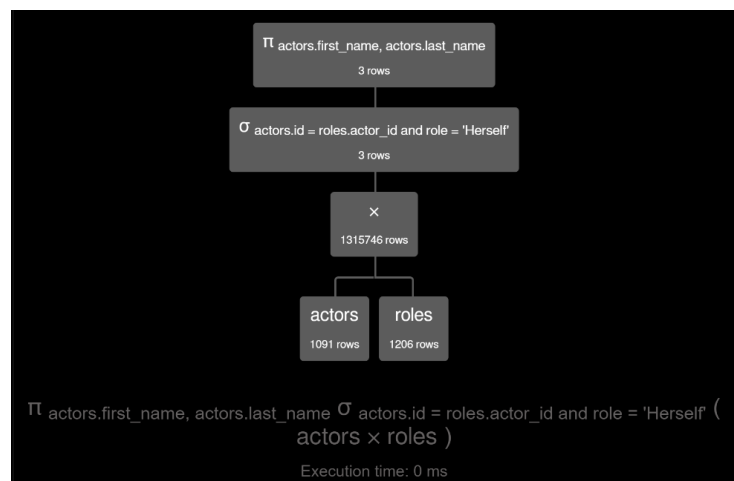 π actors.first_name, actors.last_name
3 rows
σ actors.id = roles.actor_id and role = 'Herself'
3 rows
×
1315746 rows
actors
1091 rows
roles
1206 rows
π actors.first_name, actors.last_name σ actors.id = roles.actor_id and role = 'Herself' (
actors × roles )
Execution time: 0 ms